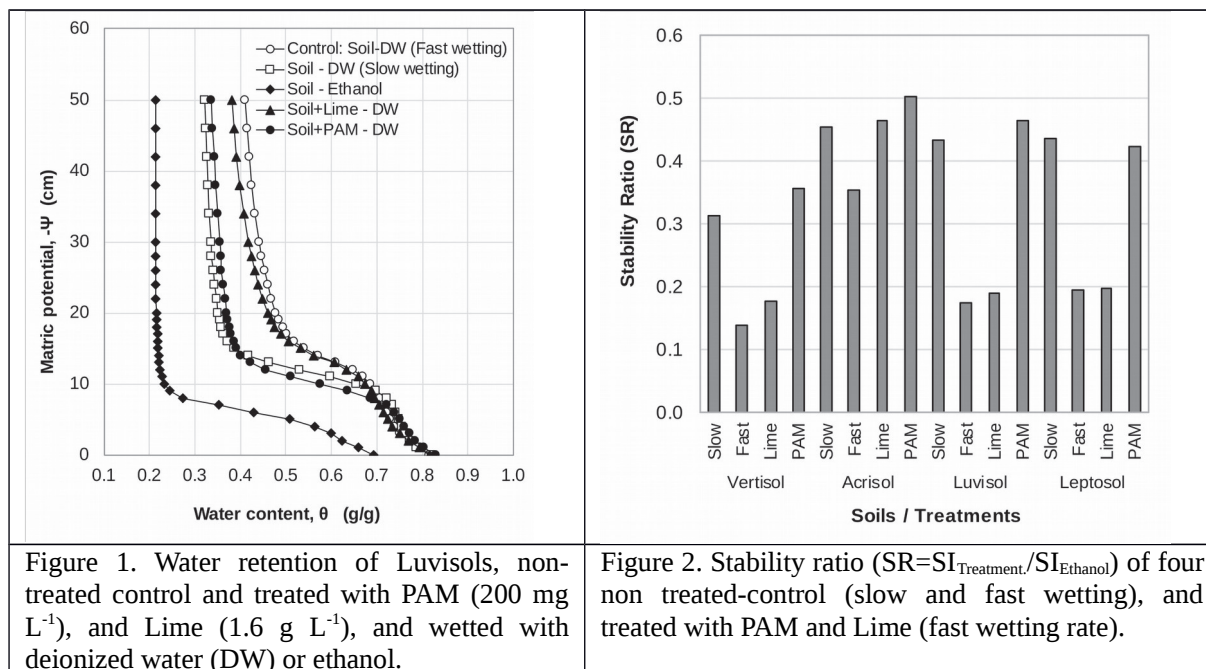 60
50
40
30
20
10
0
0.1 0.2 0.3 0.4 0.5 0.6 0.7 0.8 0.9 1.0
Matric potential, -Ψ (cm)
Water content, θ (g/g)
Control: Soil-DW (Fast wetting)
Soil - DW (Slow wetting)
Soil - Ethanol
Soil+Lime - DW
Soil+PAM - DW
Figure 1. Water retention of Luvisols, non-
treated control and treated with PAM (200 mg
L-1), and Lime (1.6 g L-1), and wetted with
deionized water (DW) or ethanol.
0.6
0.5
0.4
0.3
0.2
0.1
0.0
Stability Ratio (SR)
Slow Fast Lime PAM Slow Fast Lime PAM Slow Fast Lime PAM Slow Fast Lime PAM
Vertisol Acrisol Luvisol Leptosol
Soils / Treatments
Figure 2. Stability ratio (SR=SITreatment./SIEthanol) of four
non treated-control (slow and fast wetting), and
treated with PAM and Lime (fast wetting rate).